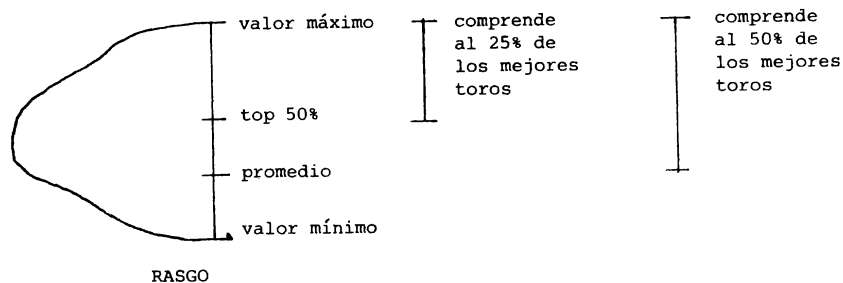 valor máximo
top 50%
promedio
valor mínimo
RASGO
comprende
al 25% de
los mejores
toros
comprende
al 50% de
los mejores
toros